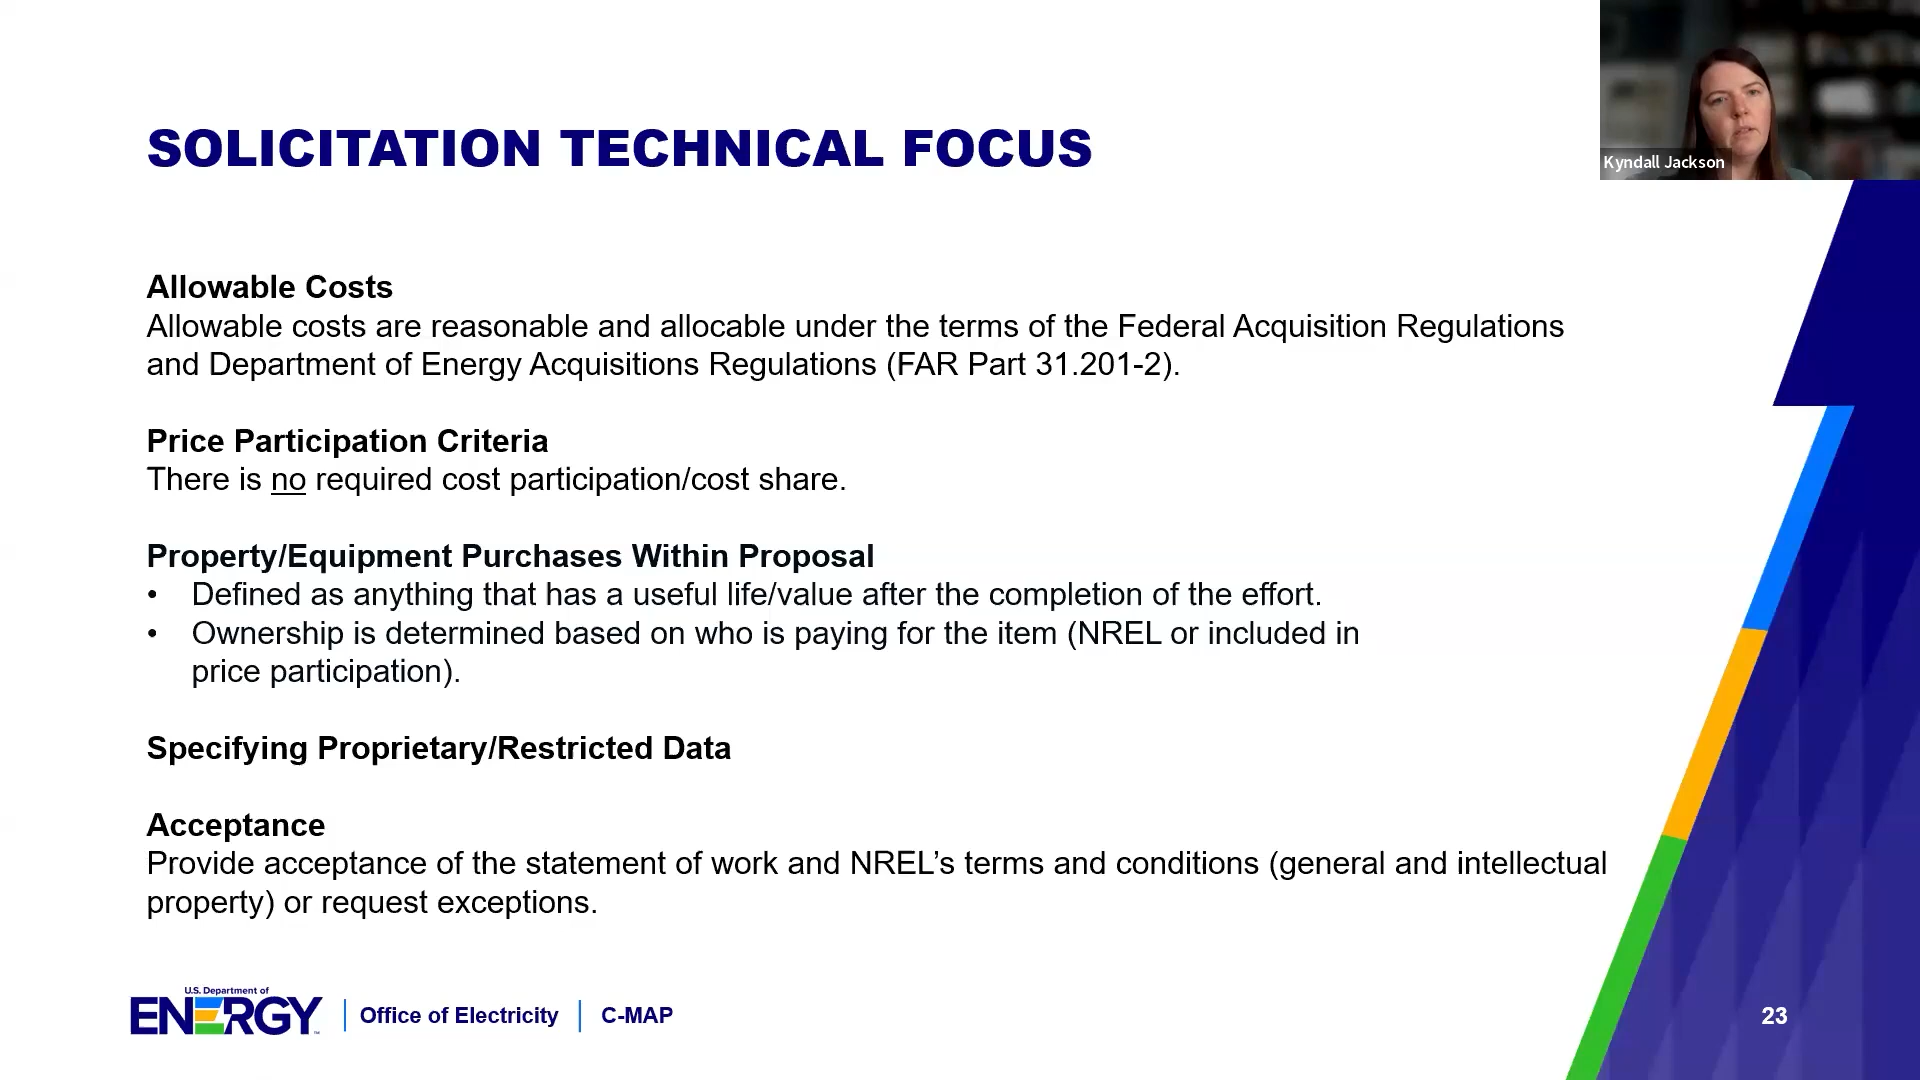 Kyndall Jackson
SOLICITATION TECHNICAL FOCUS
Allowable Costs
Allowable costs are reasonable and allocable under the terms of the Federal Acquisition Regulations
and Department of Energy Acquisitions Regulations (FAR Part 31.201-2).
Price Participation Criteria
There is no required cost participation/cost share.
Property/Equipment Purchases Within Proposal
• Defined as anything that has a useful life/value after the completion of the effort.
• Ownership is determined based on who is paying for the item (NREL or included in
price participation).
Specifying Proprietary/Restricted Data
Acceptance
Provide acceptance of the statement of work and NREL’s terms and conditions (general and intellectual
property) or request exceptions.
U.S. Department of
ENERGY
Office of Electricity
C-MAP
23